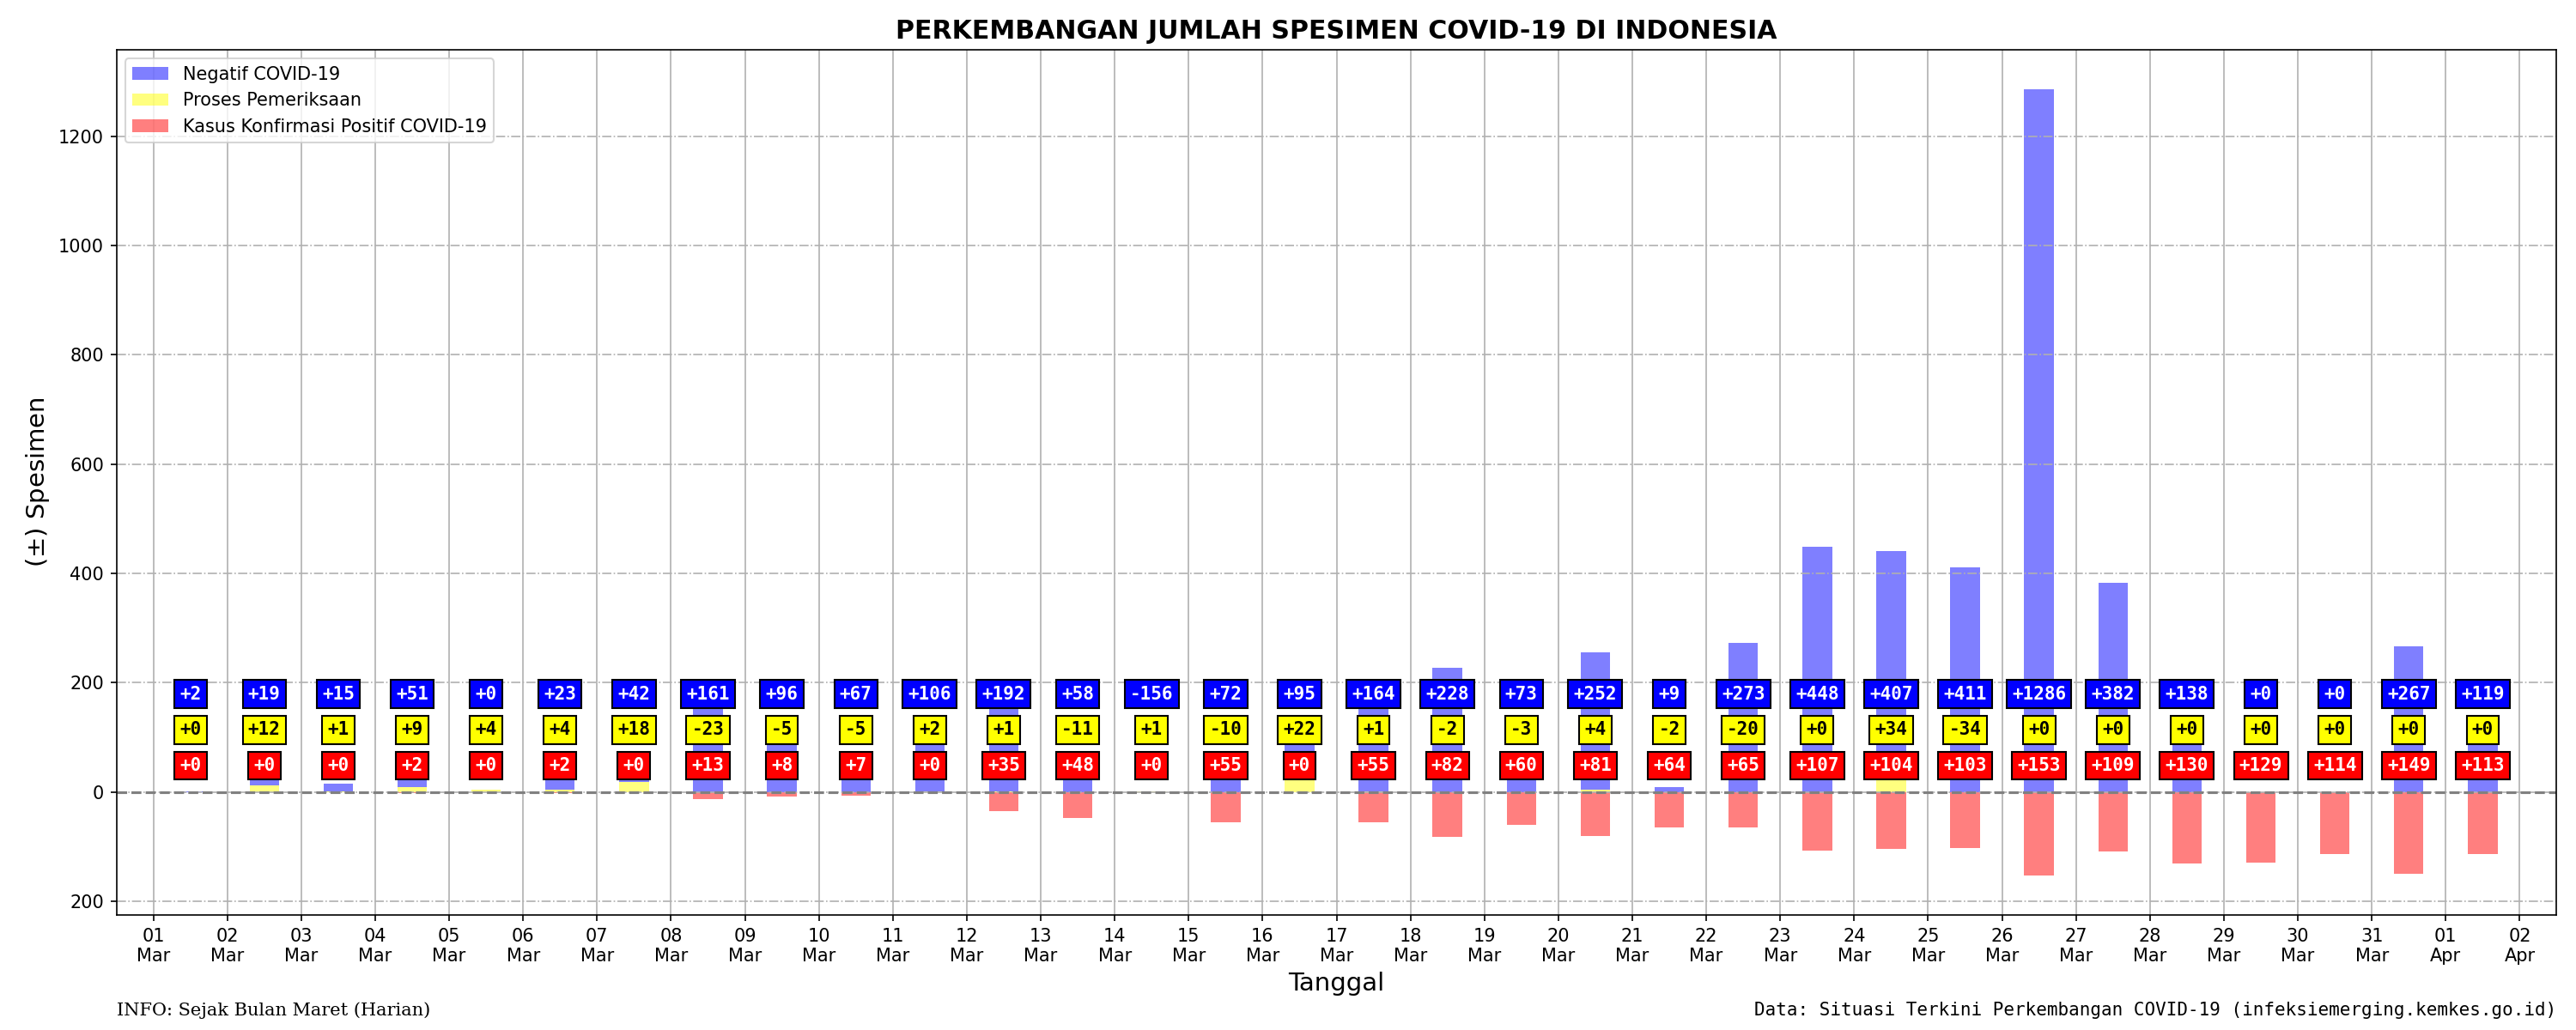 PERKEMBANGAN JUMLAH SPESIMEN COVID-19 DI INDONESIA
Negatif COVID-19
Proses Pemeriksaan
Kasus Konfirmasi Positif COVID-19
(±) Spesimen
1200
1000
800
600
400
200
0
200
+2 +19 +15 +51 +0 +23 +42 +161 +96 +67 +106 +192 +58 -156 +72 +95 +164 +228 +73 +252 +9 +273 +448 +407 +411 +1286 +382 +138 +0 +0 +267 +119
+0 +12 +1 +9 +4 +4 +18 -23 -5 -5 +2 +1 -11 +1 -10 +22 +1 -2 -3 +4 -2 -20 +0 +34 -34 +0 +0 +0 +0 +0 +0 +0
+0 +0 +0 +2 +0 +2 +0 +13 +8 +7 +0 +35 +48 +0 +55 +0 +55 +82 +60 +81 +64 +65 +107 +104 +103 +153 +109 +130 +129 +114 +149 +113
01 02 03 04 05 06 07 08 09 10 11 12 13 14 15 16 17 18 19 20 21 22 23 24 25 26 27 28 29 30 31 01 02
Mar Mar Mar Mar Mar Mar Mar Mar Mar Mar Mar Mar Mar Mar Mar Mar Mar Mar Mar Mar Mar Mar Mar Mar Mar Mar Mar Mar Mar Mar Mar Apr Apr
Tanggal
INFO: Sejak Bulan Maret (Harian)
Data: Situasi Terkini Perkembangan COVID-19 (infeksiemerging.kemkes.go.id)